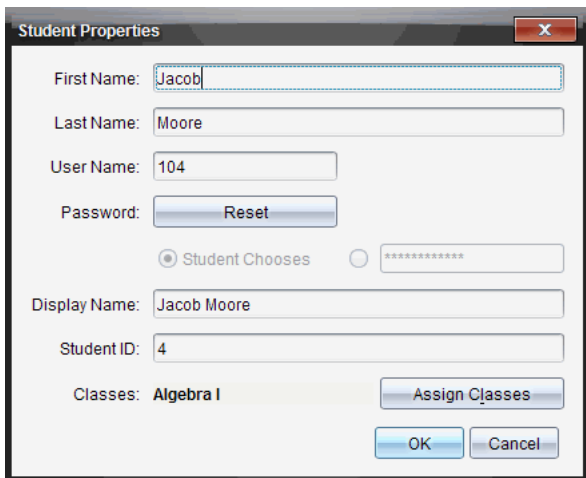 Student Properties
x
First Name: Jacob
Last Name: Moore
User Name: 104
Password: Reset
Student Chooses ************
Display Name: Jacob Moore
Student ID: 4
Classes: Algebra I Assign Classes
OK Cancel